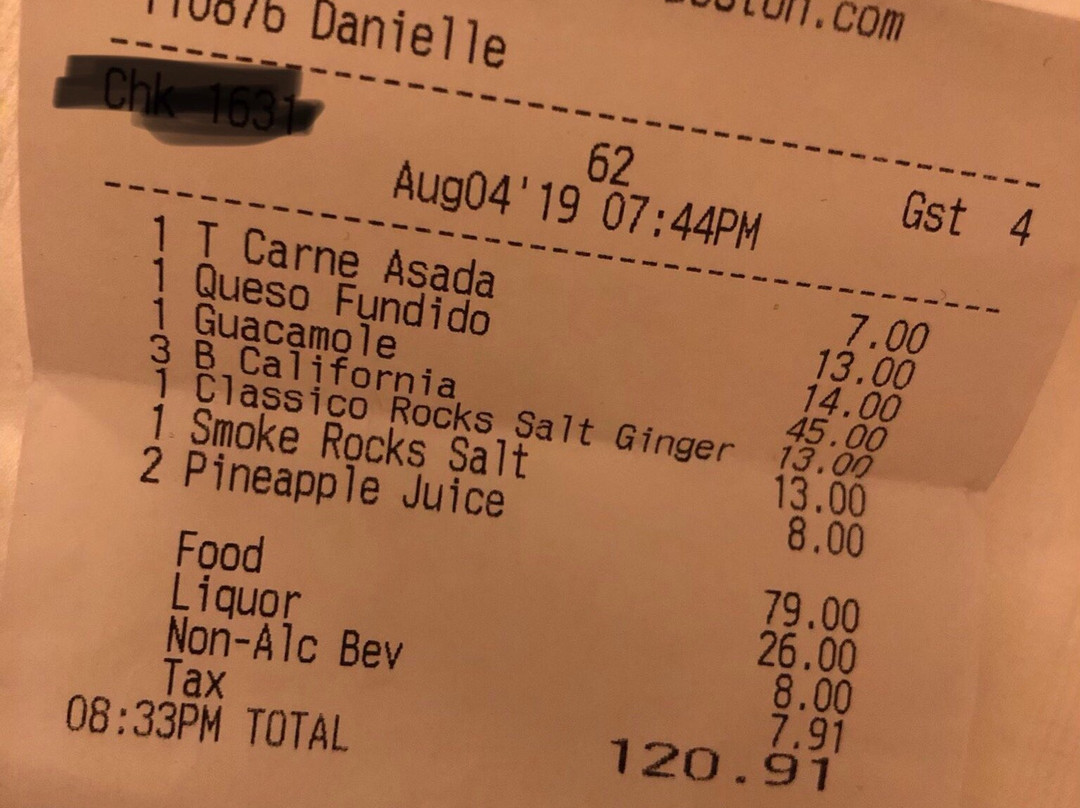 oston.com
110876 Danielle
Chk 1631
62
Gst 4
Aug04'19 07:44PM
1 T Carne Asada 7.00
1 Queso Fundido 13.00
1 Guacamole 14.00
3 B California 45.00
1 Classico Rocks Salt Ginger 13.00
1 Smoke Rocks Salt 13.00
2 Pineapple Juice 8.00
Food 79.00
Liquor 26.00
Non-Alc Bev 8.00
Tax 7.91
08:33PM TOTAL 120.91